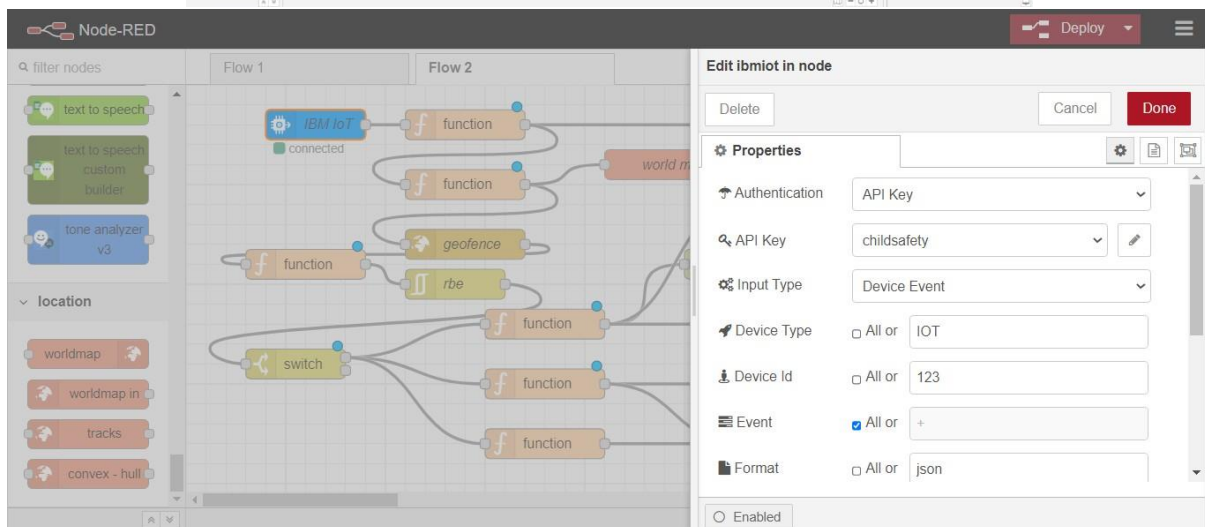 Node-RED
Deploy
filter nodes
text to speech
text to speech
custom
builder
tone analyzer
v3
location
worldmap
worldmap in
tracks
convex - hull
Flow 1
Flow 2
IBM IoT
connected
function
function
world m
geofence
function
rbe
function
switch
function
function
Edit ibmiot in node
Delete
Cancel
Done
Properties
Authentication
API Key
API Key
childsafety
Input Type
Device Event
Device Type
All or
IOT
Device Id
All or
123
Event
All or
+
Format
All or
json
Enabled